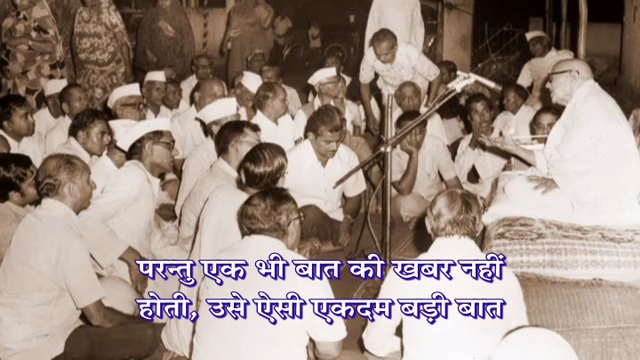 परन्तु एक भी बात की खबर नहीं
होती, उसे ऐसी एकदम बड़ी बात